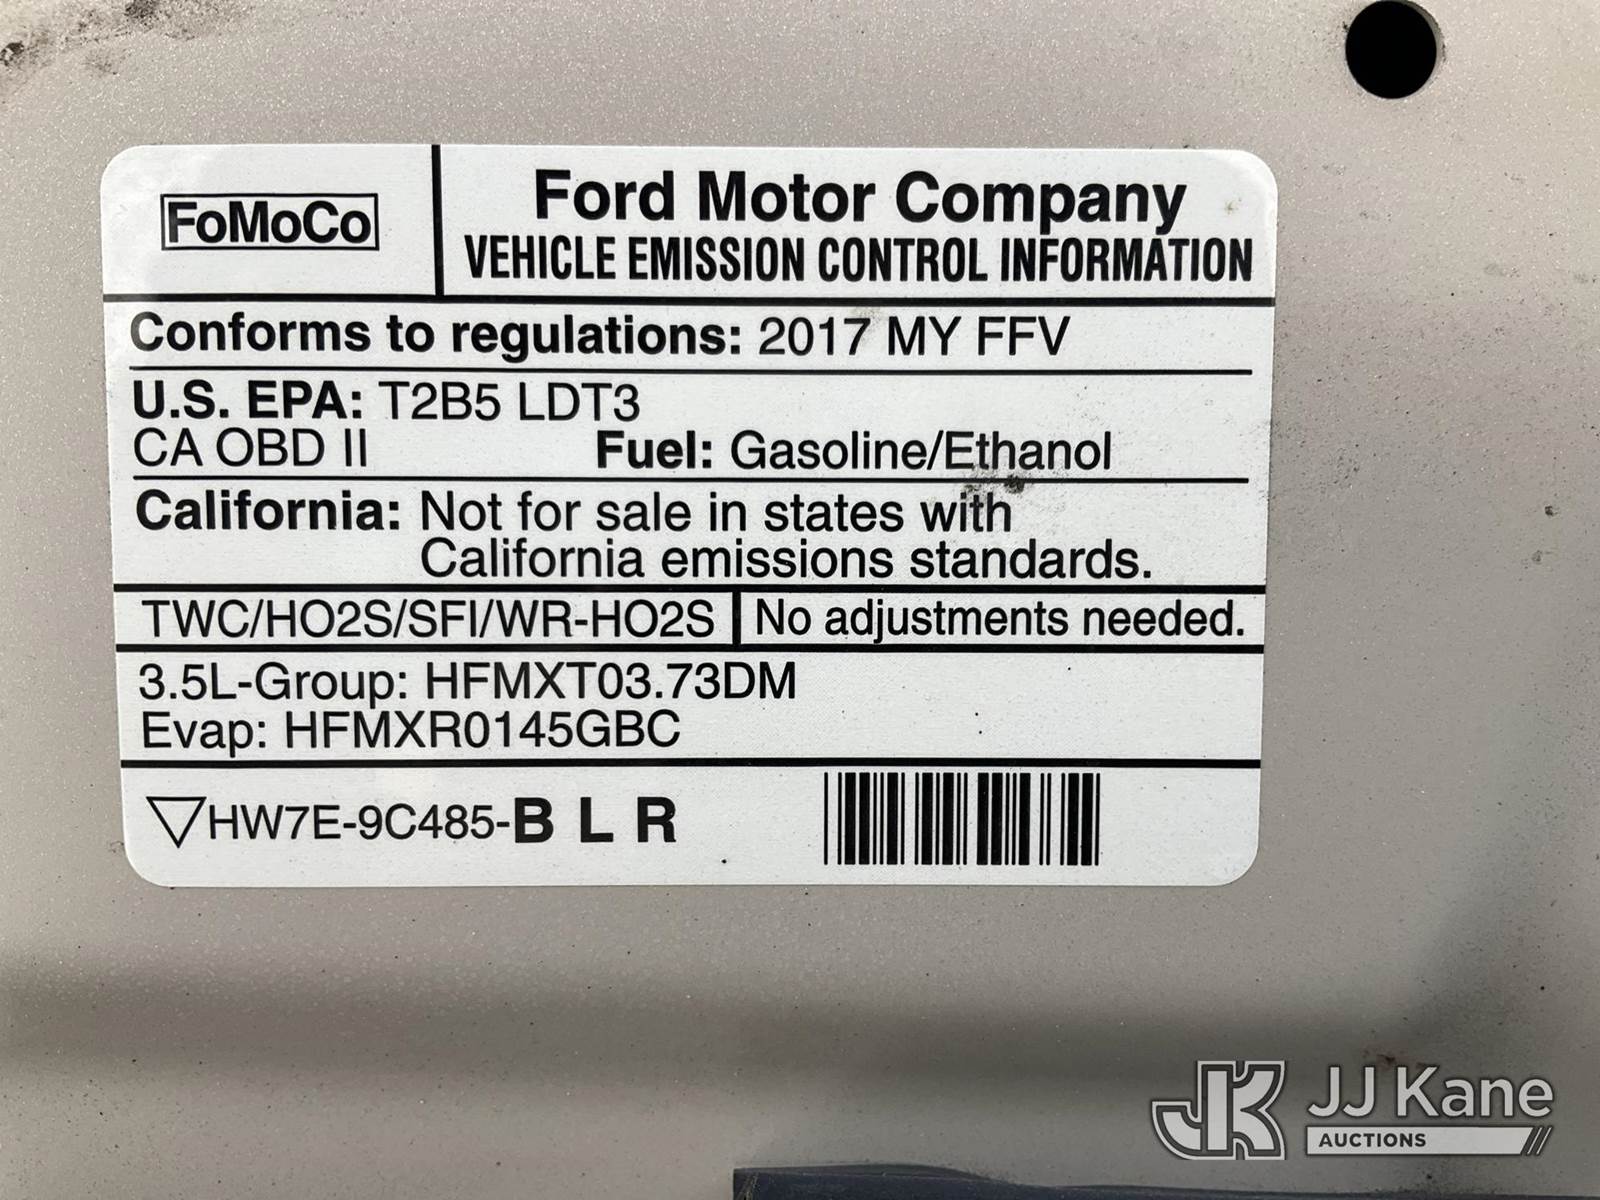 FoMoCo
Ford Motor Company
VEHICLE EMISSION CONTROL INFORMATION
Conforms to regulations: 2017 MY FFV
U.S. EPA: T2B5 LDT3
CA OBD II Fuel: Gasoline/Ethanol
California: Not for sale in states with
California emissions standards.
TWC/HO2S/SFI/WR-HO2S No adjustments needed.
3.5L-Group: HFMXT03.73DM
Evap: HFMXR0145GBC
HW7E-9C485-B L R
JK JJ Kane
AUCTIONS